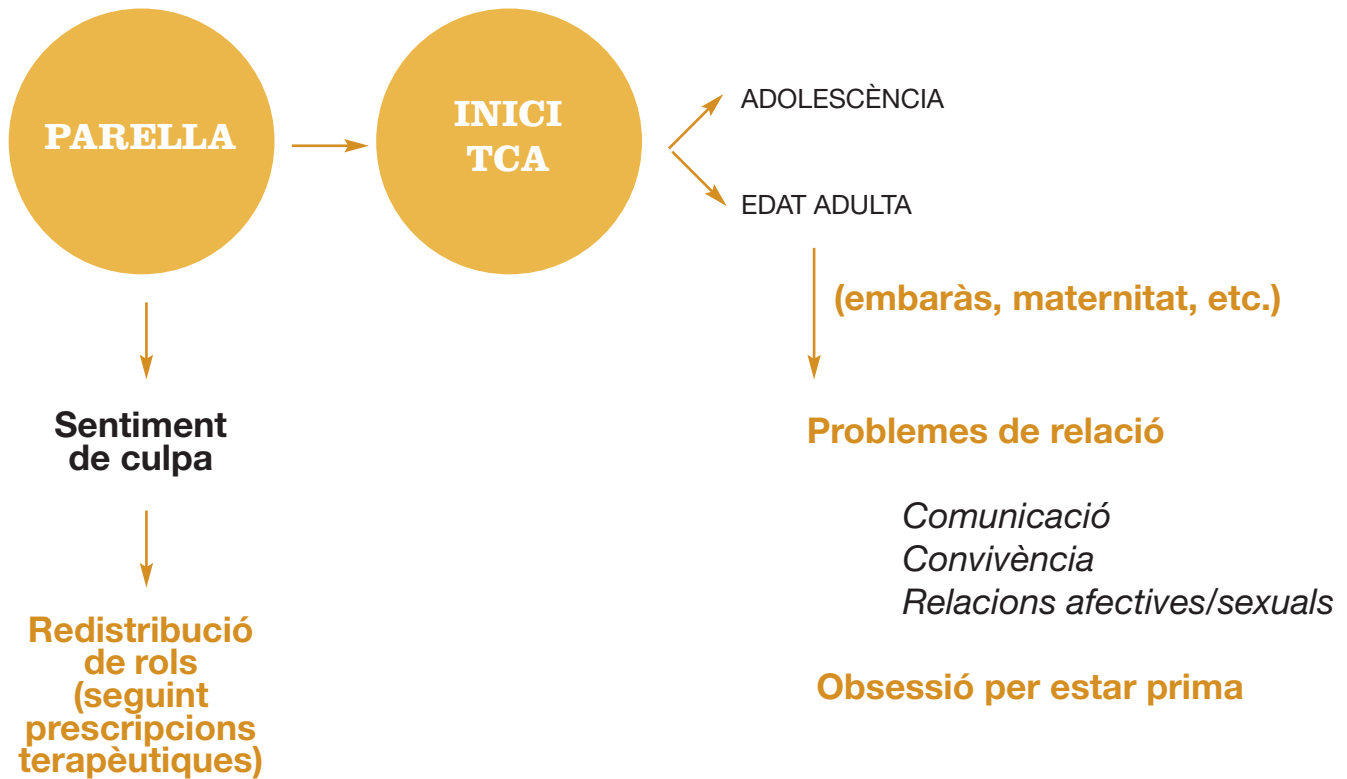 PARELLA
INICI
TCA
ADOLESCÈNCIA
EDAT ADULTA
(embaràs, maternitat, etc.)
Sentiment
de culpa
Problemes de relació
Comunicació
Convivència
Relacions afectives/sexuals
Redistribució
de rols
(seguint
prescripcions
terapèutiques)
Obsessió per estar prima